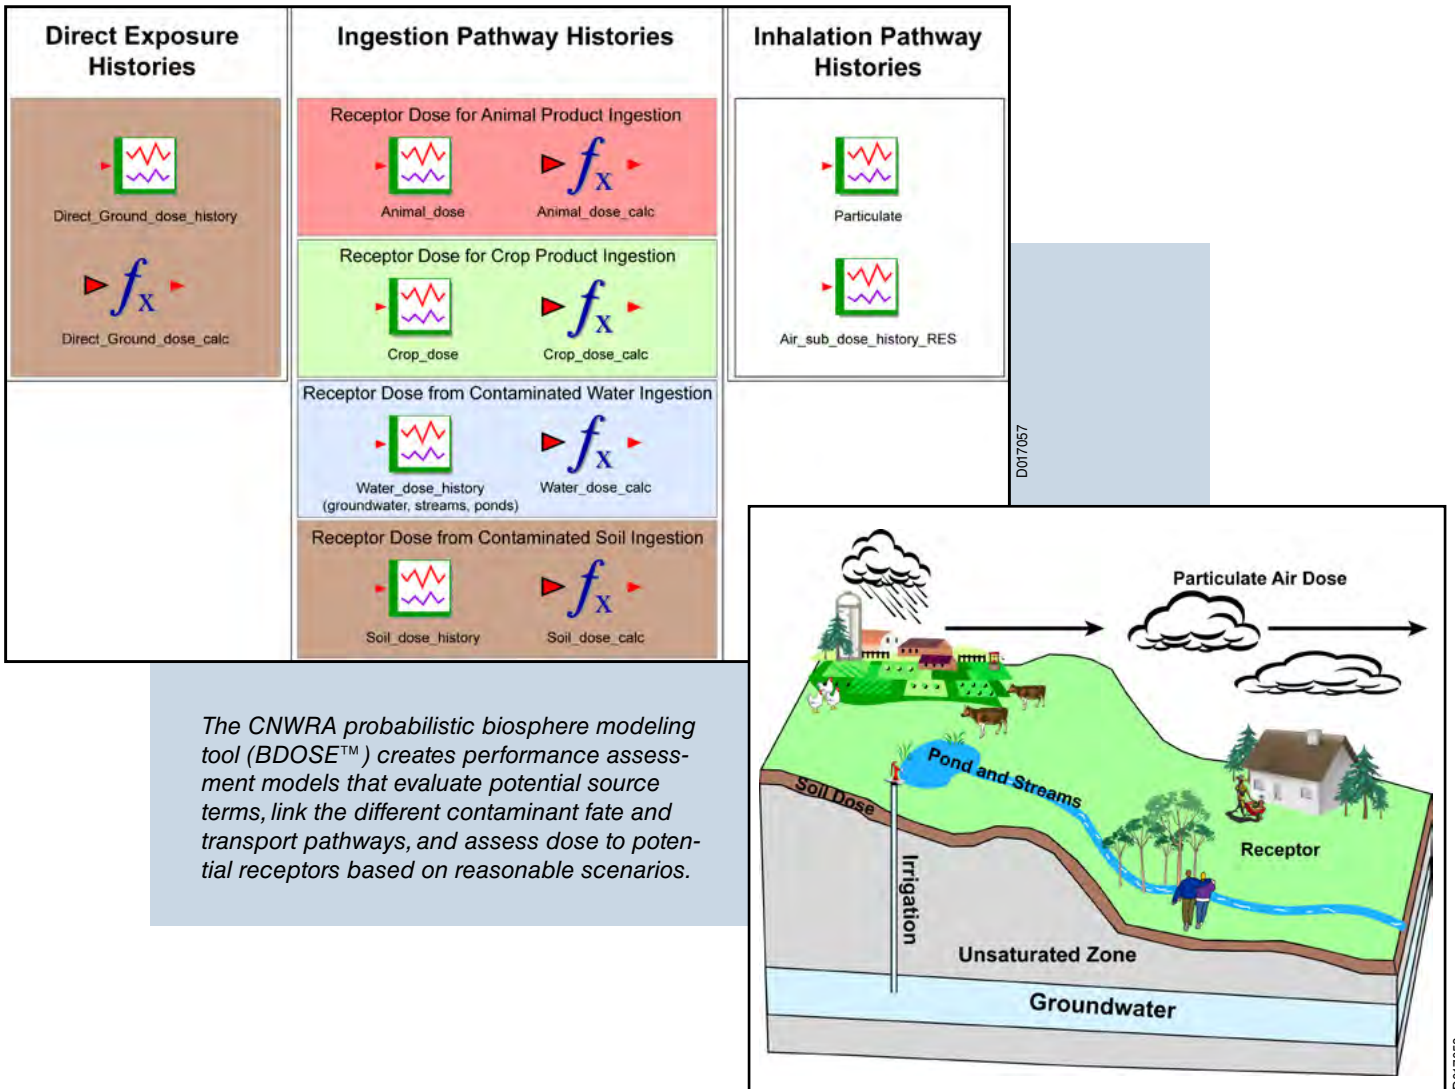 Direct Exposure
Histories
Direct_Ground_dose_history
f
x
Direct_Ground_dose_calc
Ingestion Pathway Histories
Receptor Dose for Animal Product Ingestion
Animal_dose
f
x
Animal_dose_calc
Receptor Dose for Crop Product Ingestion
Crop_dose
f
x
Crop_dose_calc
Receptor Dose from Contaminated Water Ingestion
Water_dose_history
(groundwater, streams, ponds)
f
x
Water_dose_calc
Receptor Dose from Contaminated Soil Ingestion
Soil_dose_history
f
x
Soil_dose_calc
Inhalation Pathway
Histories
Particulate
Air_sub_dose_history_RES
D017057
The CNWRA probabilistic biosphere modeling
tool (BDOSE™) creates performance assess-
ment models that evaluate potential source
terms, link the different contaminant fate and
transport pathways, and assess dose to poten-
tial receptors based on reasonable scenarios.
Particulate Air Dose
Pond and Streams
Soil Dose
Irrigation
Receptor
Unsaturated Zone
Groundwater